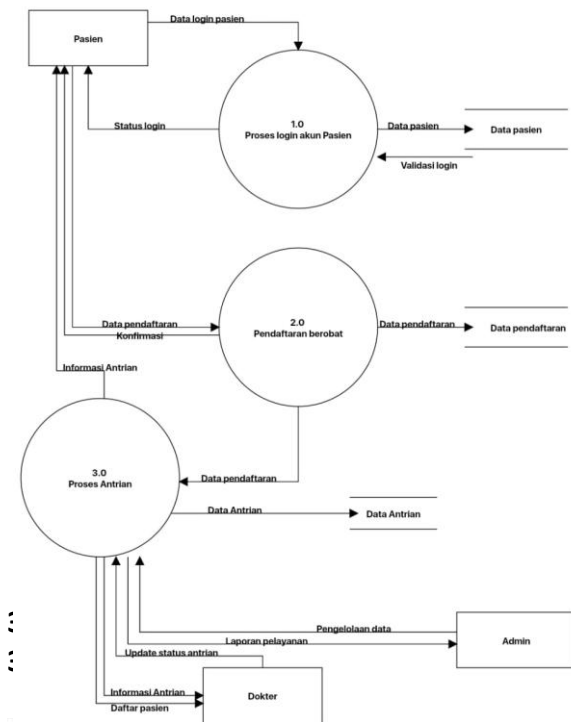 Data login pasien
Pasien
Status login
1.0
Proses login akun Pasien
Data pasien
Data pasien
Validasi login
2.0
Pendaftaran berobat
Data pendaftaran
Konfirmasi
Data pendaftaran
Data pendaftaran
Informasi Antrian
3.0
Proses Antrian
Data pendaftaran
Data Antrian
Data Antrian
Pengelolaan data
Laporan pelayanan
Admin
Update status antrian
Informasi Antrian
Daftar pasien
Dokter